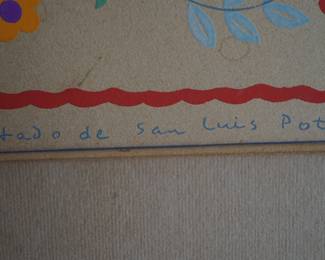 tado de San Luis Pot